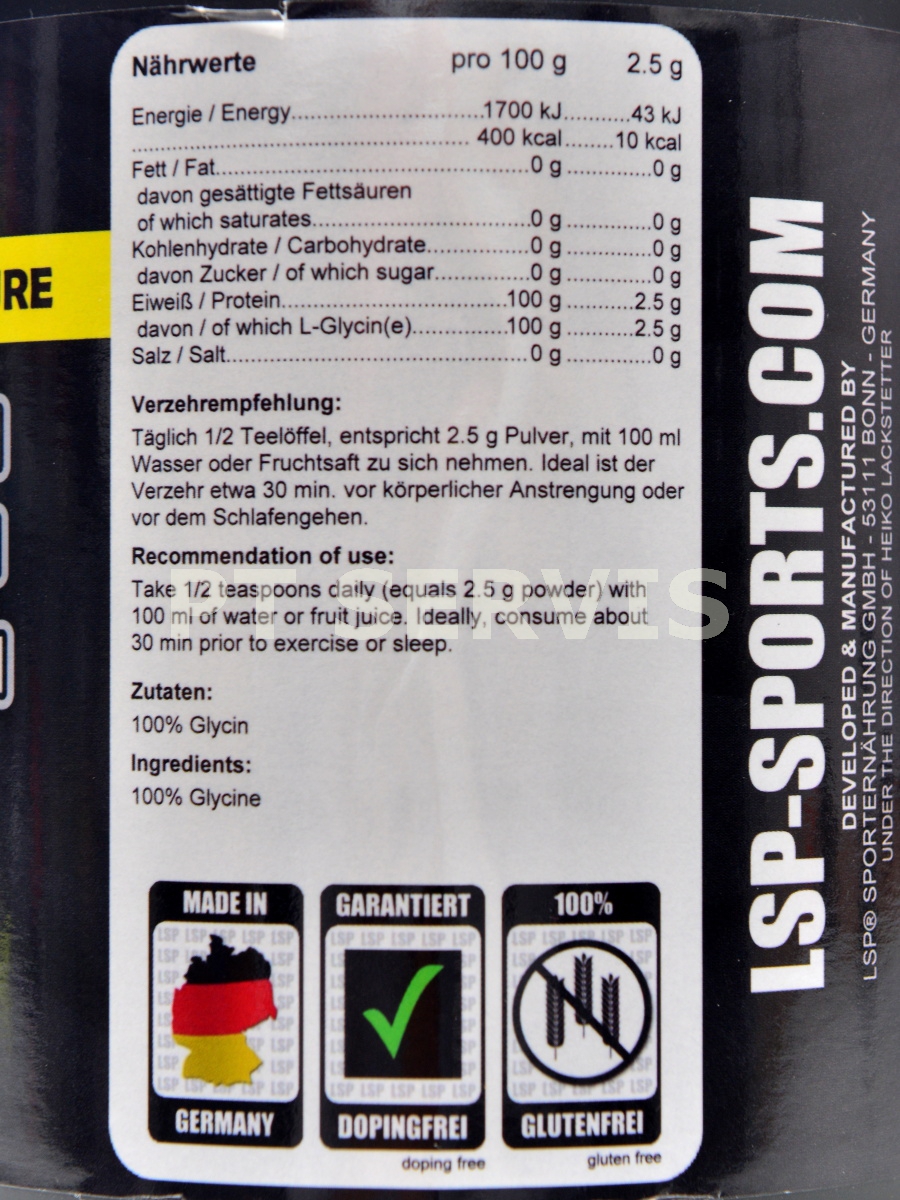 Nährwerte pro 100 g 2.5 g
Energie / Energy..............................1700 kJ..........43 kJ
.................................................. 400 kcal.......10 kcal
Fett / Fat..................................................0 g.............0 g
davon gesättigte Fettsäuren
of which saturates...................................0 g.............0 g
Kohlenhydrate / Carbohydrate................0 g.............0 g
davon Zucker / of which sugar...............0 g.............0 g
Eiweiß / Protein...................................100 g..........2.5 g
davon / of which L-Glycin(e)..............100 g..........2.5 g
Salz / Salt................................................0 g.............0 g
Verzehrempfehlung:
Täglich 1/2 Teelöffel, entspricht 2.5 g Pulver, mit 100 ml
Wasser oder Fruchtsaft zu sich nehmen. Ideal ist der
Verzehr etwa 30 min. vor körperlicher Anstrengung oder
vor dem Schlafengehen.
Recommendation of use:
Take 1/2 teaspoons daily (equals 2.5 g powder) with
100 ml of water or fruit juice. Ideally, consume about
30 min prior to exercise or sleep.
PT SERVIS
Zutaten:
100% Glycin
Ingredients:
100% Glycine
MADE IN
GERMANY
GARANTIERT
DOPINGFREI
doping free
100%
GLUTENFREI
gluten free
LSP-SPORTS.COM
DEVELOPED & MANUFACTURED BY
LSP® SPORTERNÄHRUNG GMBH - 53111 BONN - GERMANY
UNDER THE DIRECTION OF HEIKO LACKSTETTER